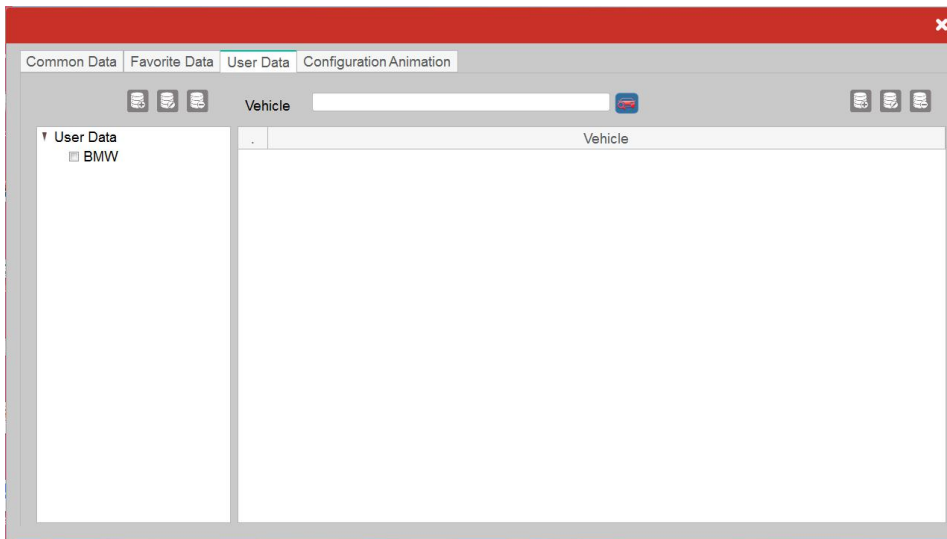 Common Data Favorite Data User Data Configuration Animation
Vehicle
User Data
BMW
. Vehicle